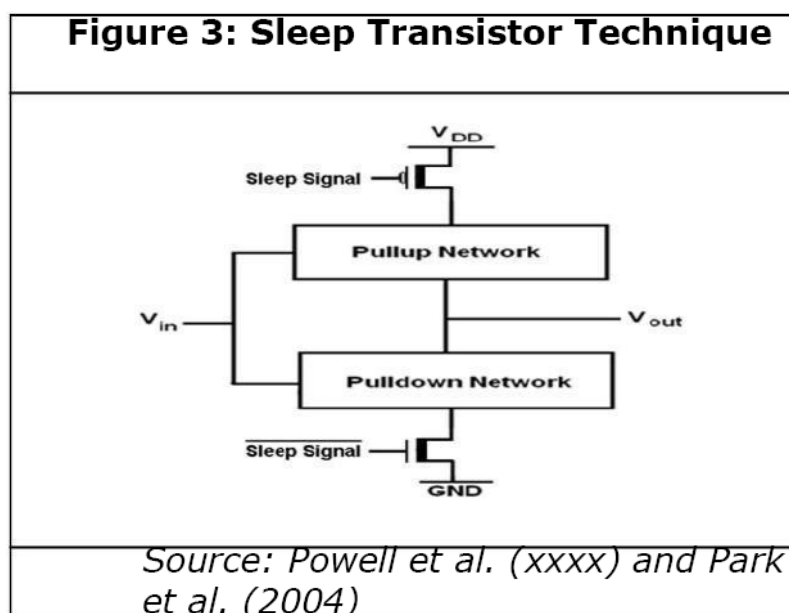 Figure 3: Sleep Transistor Technique
VDD
Sleep Signal
Pullup Network
Vin
Vout
Pulldown Network
Sleep Signal
GND
Source: Powell et al. (xxxx) and Park
et al. (2004)